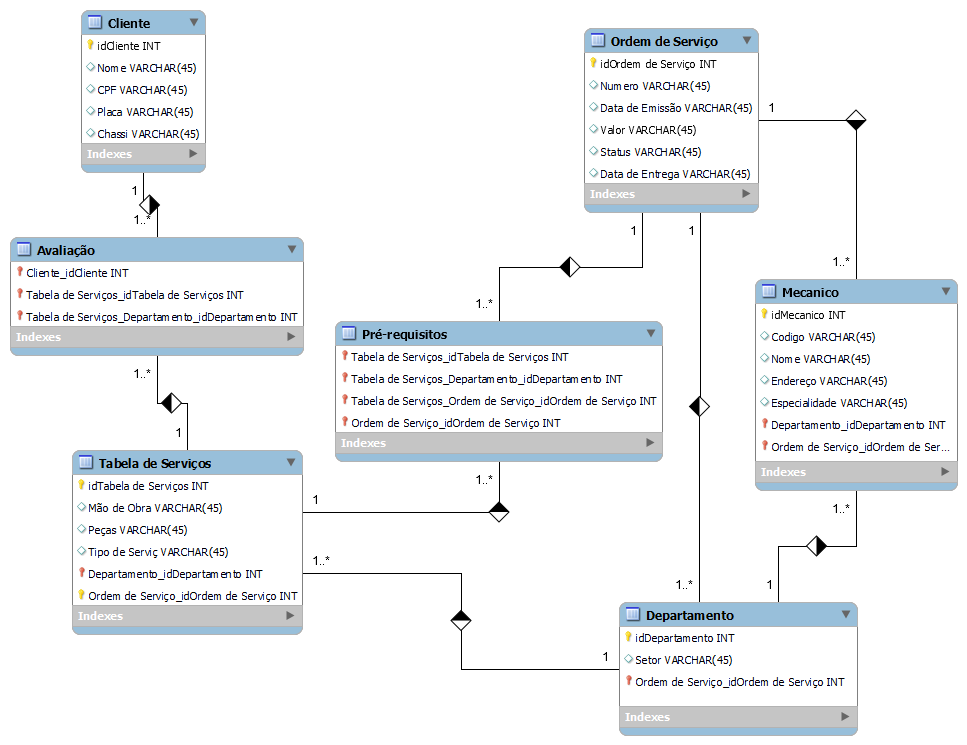 Cliente
idCliente INT
Nome VARCHAR(45)
CPF VARCHAR(45)
Placa VARCHAR(45)
Chassi VARCHAR(45)
Indexes
1
1..*
Avaliação
Cliente_idCliente INT
Tabela de Serviços_idTabela de Serviços INT
Tabela de Serviços_Departamento_idDepartamento INT
Indexes
1..*
1
Tabela de Serviços
idTabela de Serviços INT
Mão de Obra VARCHAR(45)
Peças VARCHAR(45)
Tipo de Serviç VARCHAR(45)
Departamento_idDepartamento INT
Ordem de Serviço_idOrdem de Serviço INT
Indexes
1
1..*
1..*
1
Pré-requisitos
Tabela de Serviços_idTabela de Serviços INT
Tabela de Serviços_Departamento_idDepartamento INT
Tabela de Serviços_Ordem de Serviço_idOrdem de Serviço INT
Ordem de Serviço_idOrdem de Serviço INT
Indexes
1..*
1
Ordem de Serviço
idOrdem de Serviço INT
Numero VARCHAR(45)
Data de Emissão VARCHAR(45)
Valor VARCHAR(45)
Status VARCHAR(45)
Data de Entrega VARCHAR(45)
Indexes
1
1..*
1
1..*
Mecanico
idMecanico INT
Codigo VARCHAR(45)
Nome VARCHAR(45)
Endereço VARCHAR(45)
Especialidade VARCHAR(45)
Departamento_idDepartamento INT
Ordem de Serviço_idOrdem de Ser...
Indexes
1..*
1
Departamento
idDepartamento INT
Setor VARCHAR(45)
Ordem de Serviço_idOrdem de Serviço INT
Indexes